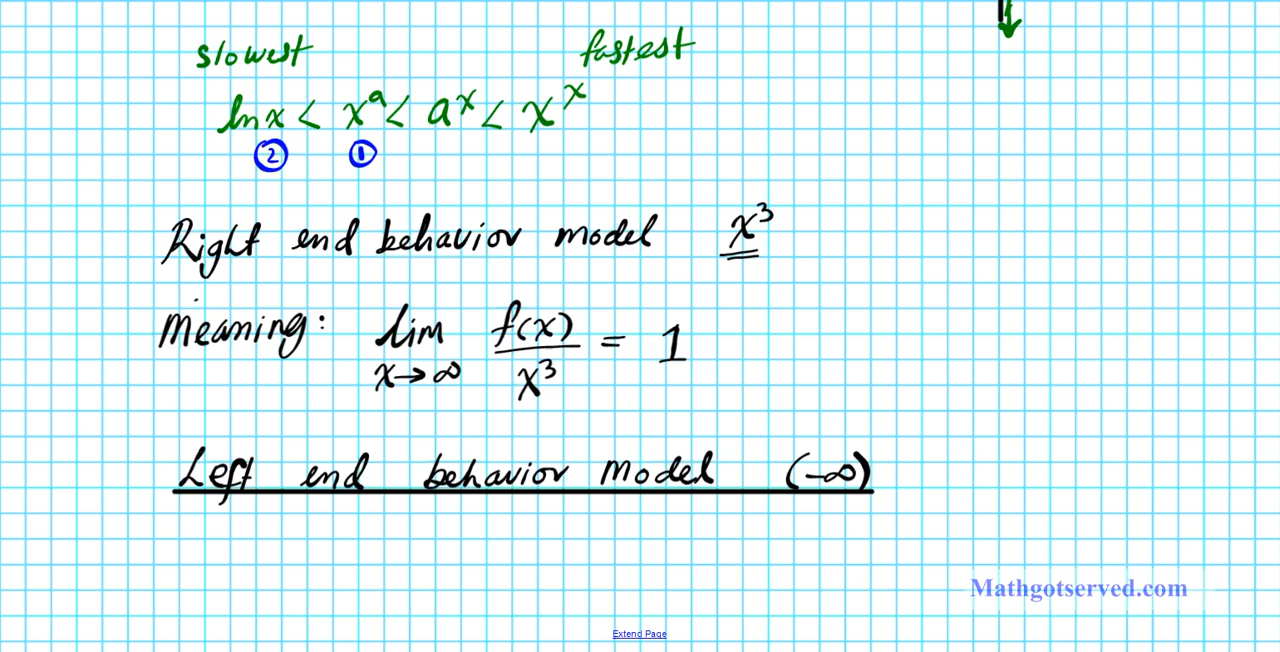 slowest fastest
ln x < x^a < a^x < x^x
② ①
Right end behavior model x^3
Meaning: lim x→∞ f(x)/x^3 = 1
Left end behavior model (-∞)
Mathgotserved.com
Extend Page